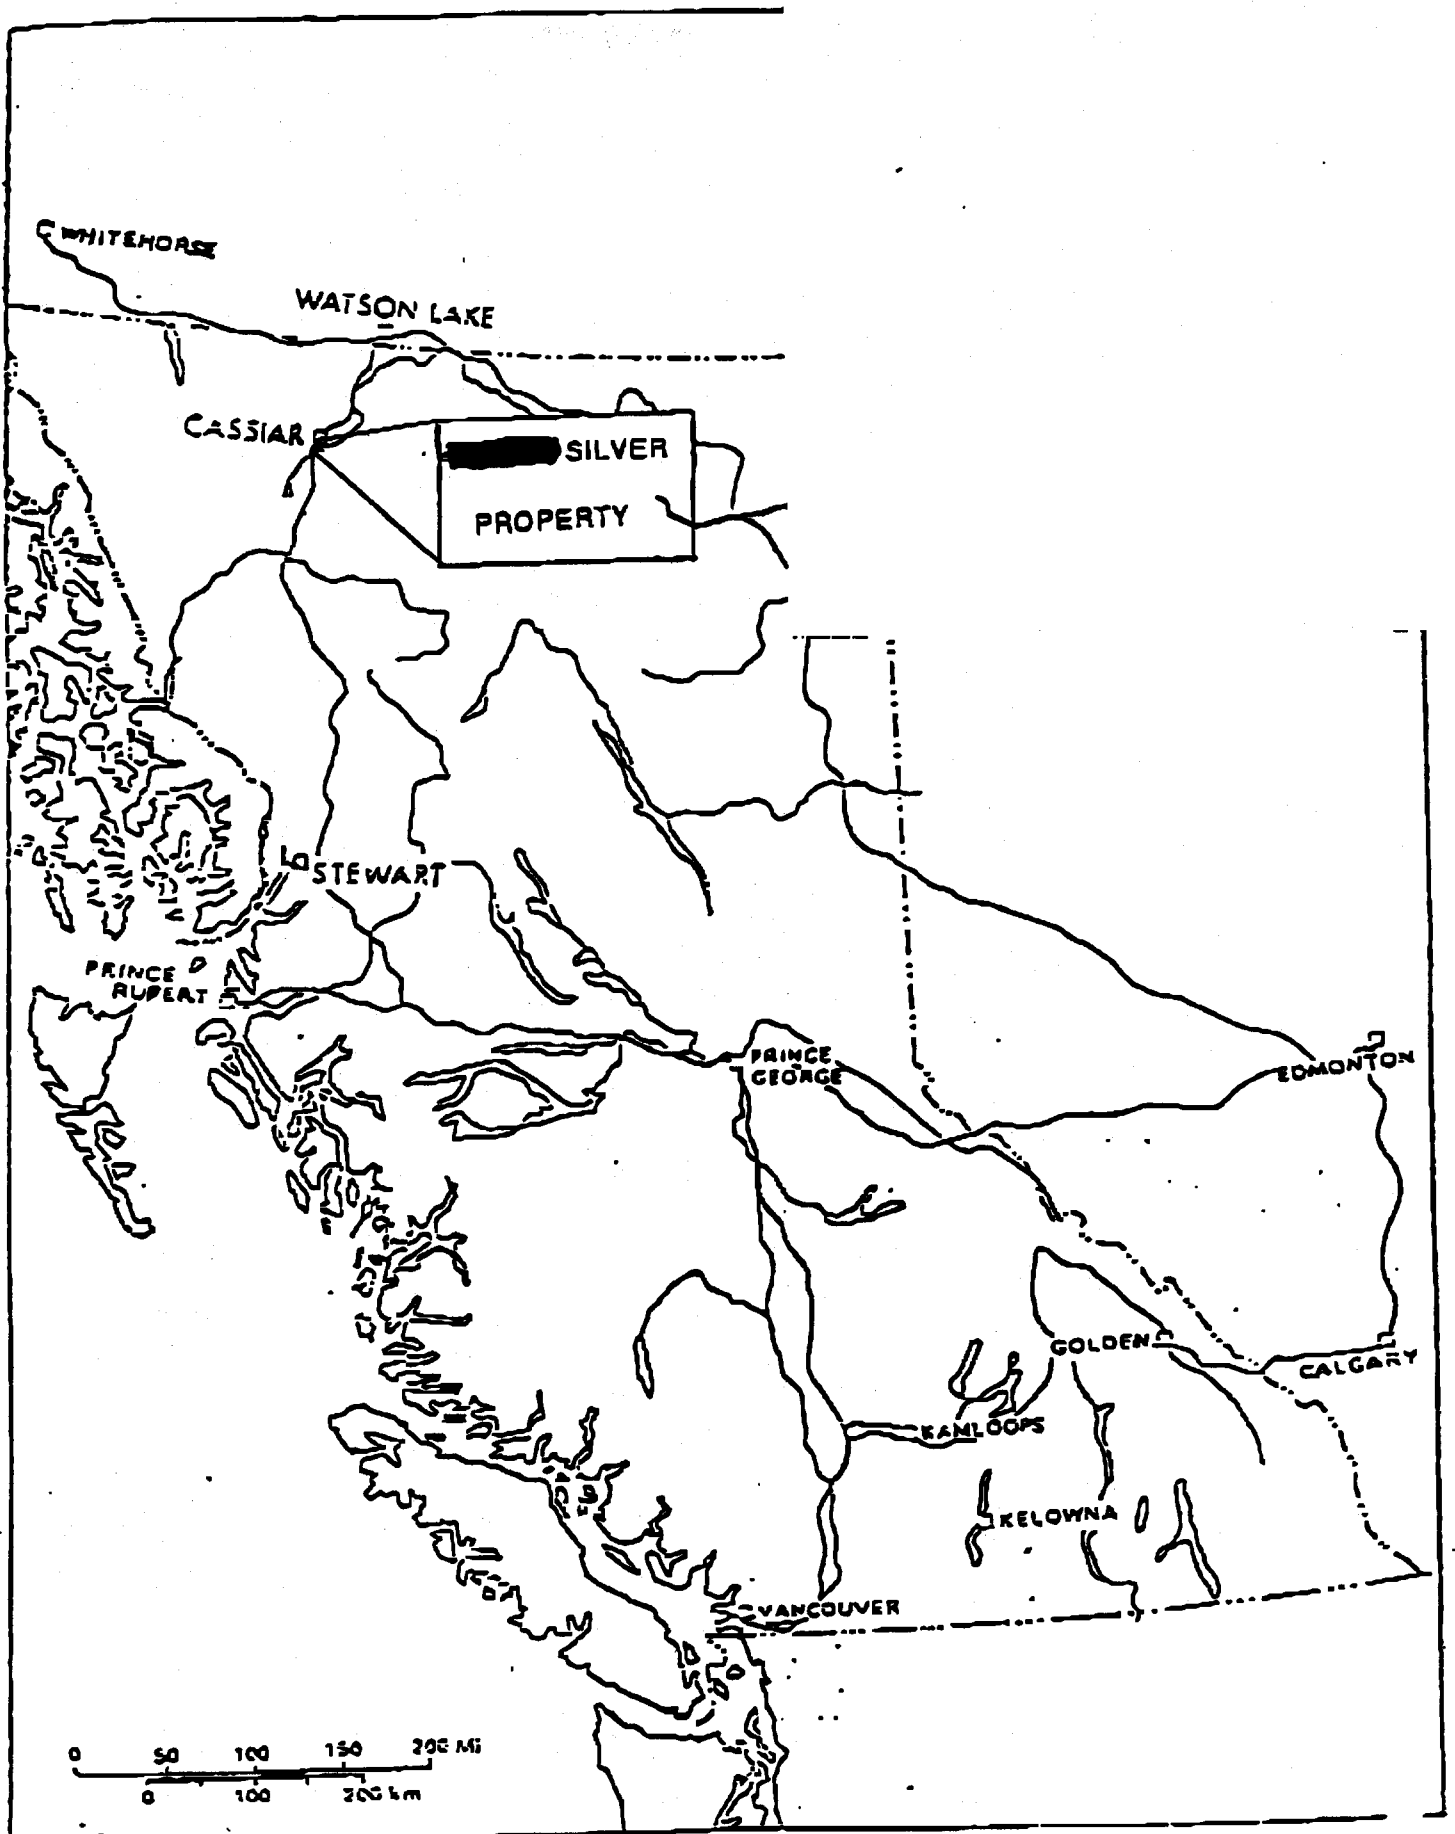 WHITEHORSE
WATSON LAKE
CASSIAR
SILVER
PROPERTY
STEWART
PRINCE
RUPERT
PRINCE
GEORGE
EDMONTON
GOLDEN
CALGARY
KAMLOOPS
KELOWNA
VANCOUVER
0 50 100 150 200 Mi
0 100 200 km